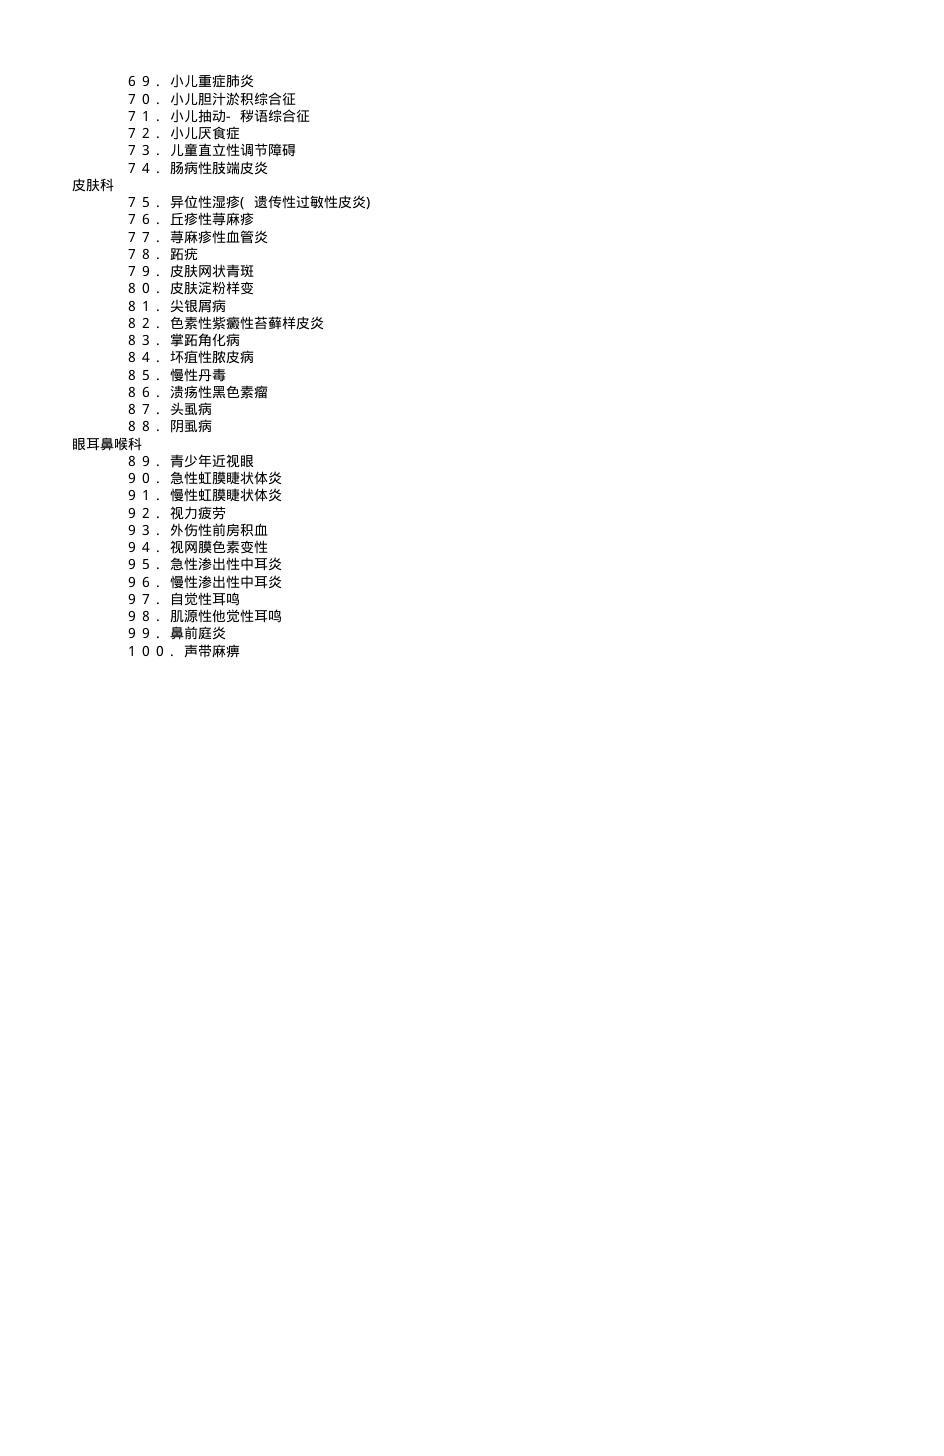 69. 小儿重症肺炎
70. 小儿胆汁淤积综合征
71. 小儿抽动- 秽语综合征
72. 小儿厌食症
73. 儿童直立性调节障碍
74. 肠病性肢端皮炎
皮肤科
75. 异位性湿疹( 遗传性过敏性皮炎)
76. 丘疹性荨麻疹
77. 荨麻疹性血管炎
78. 跖疣
79. 皮肤网状青斑
80. 皮肤淀粉样变
81. 尖银屑病
82. 色素性紫癜性苔藓样皮炎
83. 掌跖角化病
84. 坏疽性脓皮病
85. 慢性丹毒
86. 溃疡性黑色素瘤
87. 头虱病
88. 阴虱病
眼耳鼻喉科
89. 青少年近视眼
90. 急性虹膜睫状体炎
91. 慢性虹膜睫状体炎
92. 视力疲劳
93. 外伤性前房积血
94. 视网膜色素变性
95. 急性渗出性中耳炎
96. 慢性渗出性中耳炎
97. 自觉性耳鸣
98. 肌源性他觉性耳鸣
99. 鼻前庭炎
100. 声带麻痹